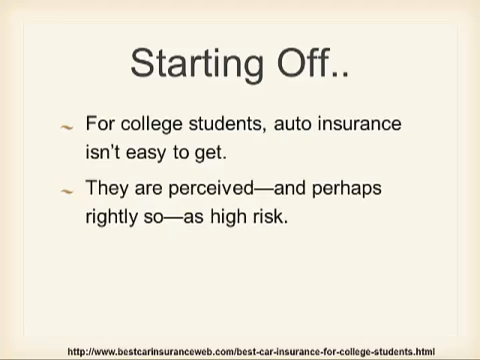 Starting Off..
For college students, auto insurance
isn't easy to get.
They are perceived—and perhaps
rightly so—as high risk.
http://www.bestcarinsuranceweb.com/best-car-insurance-for-college-students.html